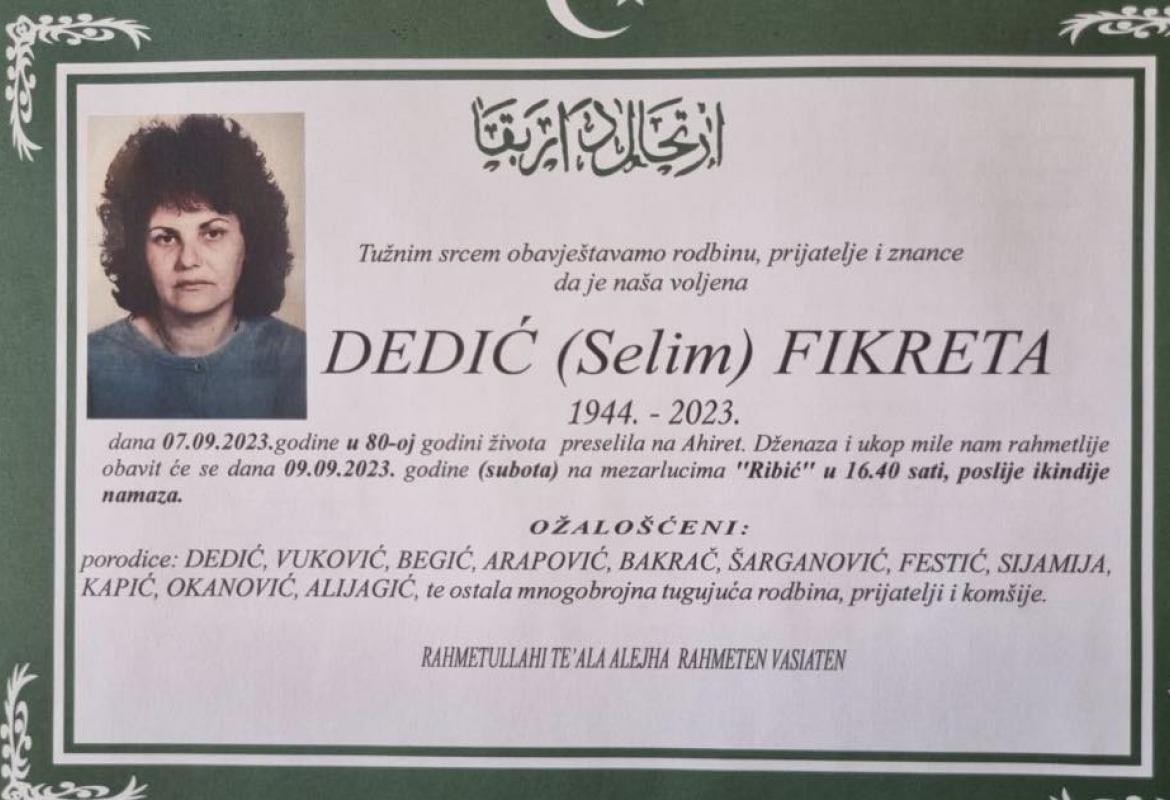 ارتحال دار بقا
Tužnim srcem obavještavamo rodbinu, prijatelje i znance
da je naša voljena
DEDIĆ (Selim) FIKRETA
1944. - 2023.
dana 07.09.2023.godine u 80-oj godini života preselila na Ahiret. Dženaza i ukop mile nam rahmetlije
obavit će se dana 09.09.2023. godine (subota) na mezarlucima "Ribić" u 16.40 sati, poslije ikindije
namaza.
OŽALOŠĆENI:
porodice: DEDIĆ, VUKOVIĆ, BEGIĆ, ARAPOVIĆ, BAKRAČ, ŠARGANOVIĆ, FESTIĆ, SIJAMIJA,
KAPIĆ, OKANOVIĆ, ALIJAGIĆ, te ostala mnogobrojna tugujuća rodbina, prijatelji i komšije.
RAHMETULLAHI TE'ALA ALEJHA RAHMETEN VASIATEN